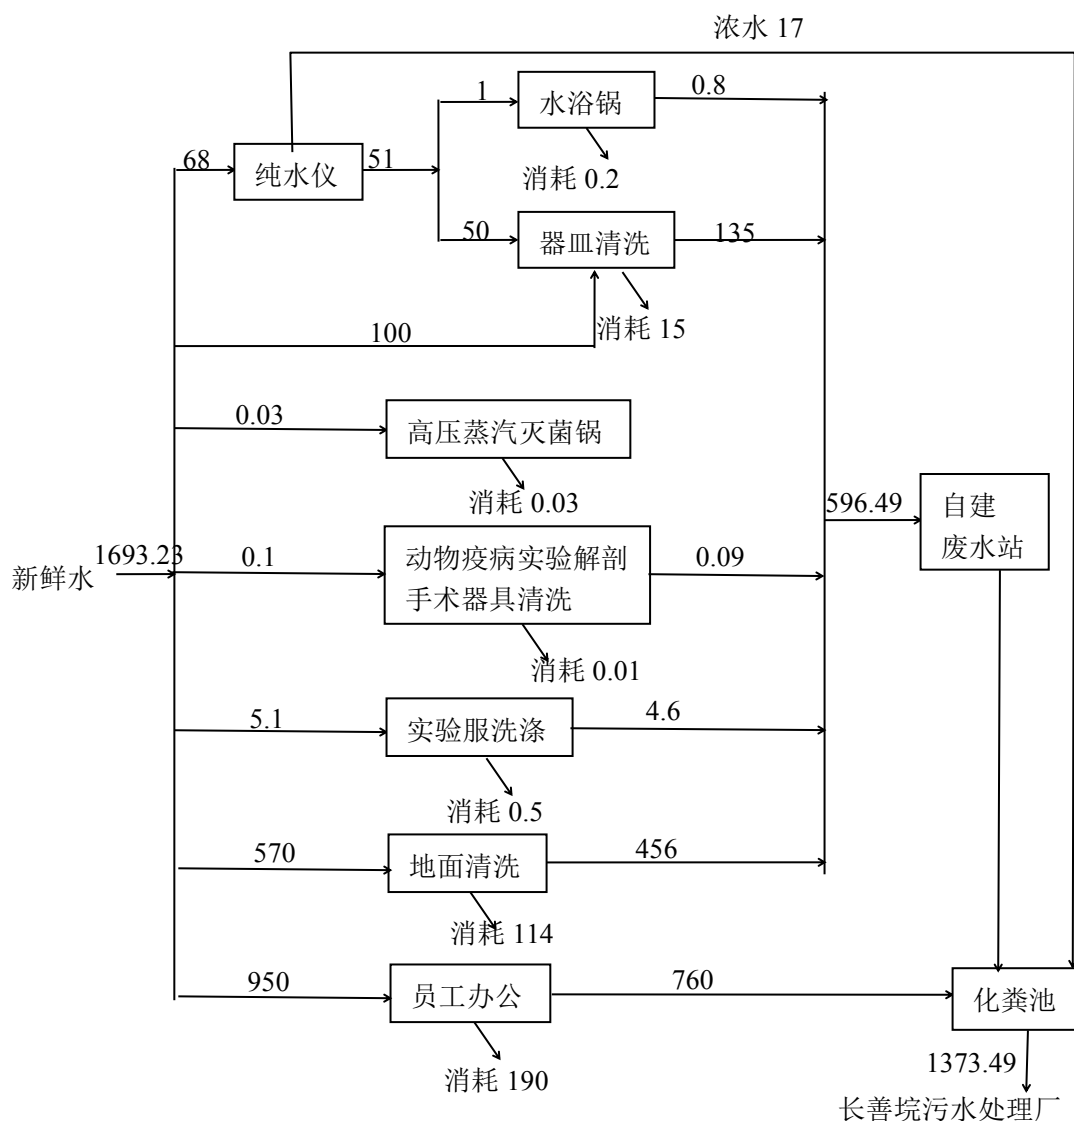 浓水 17
1
水浴锅
0.8
68
纯水仪
51
消耗 0.2
50
器皿清洗
135
消耗 15
100
0.03
高压蒸汽灭菌锅
消耗 0.03
596.49
自建
废水站
新鲜水
1693.23
0.1
动物疫病实验解剖
手术器具清洗
0.09
消耗 0.01
5.1
实验服洗涤
4.6
消耗 0.5
570
地面清洗
456
消耗 114
950
员工办公
760
化粪池
消耗 190
1373.49
长善垸污水处理厂